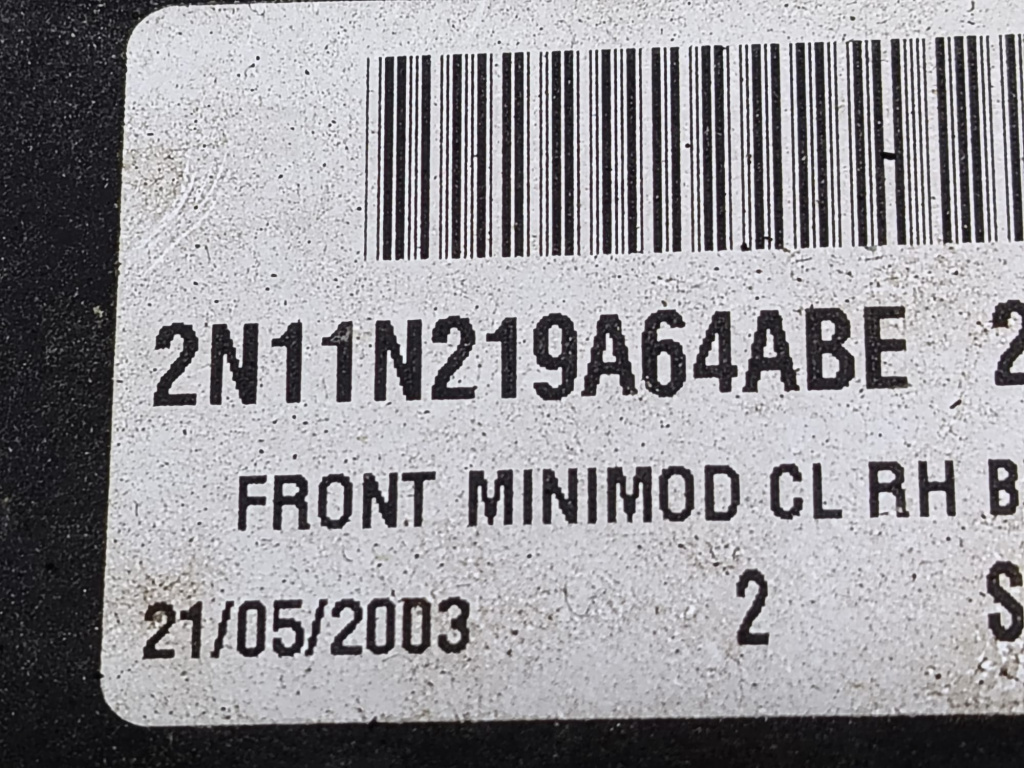 2N11N219A64ABE 2
FRONT MINIMOD CL RH B
21/05/2003 2 S